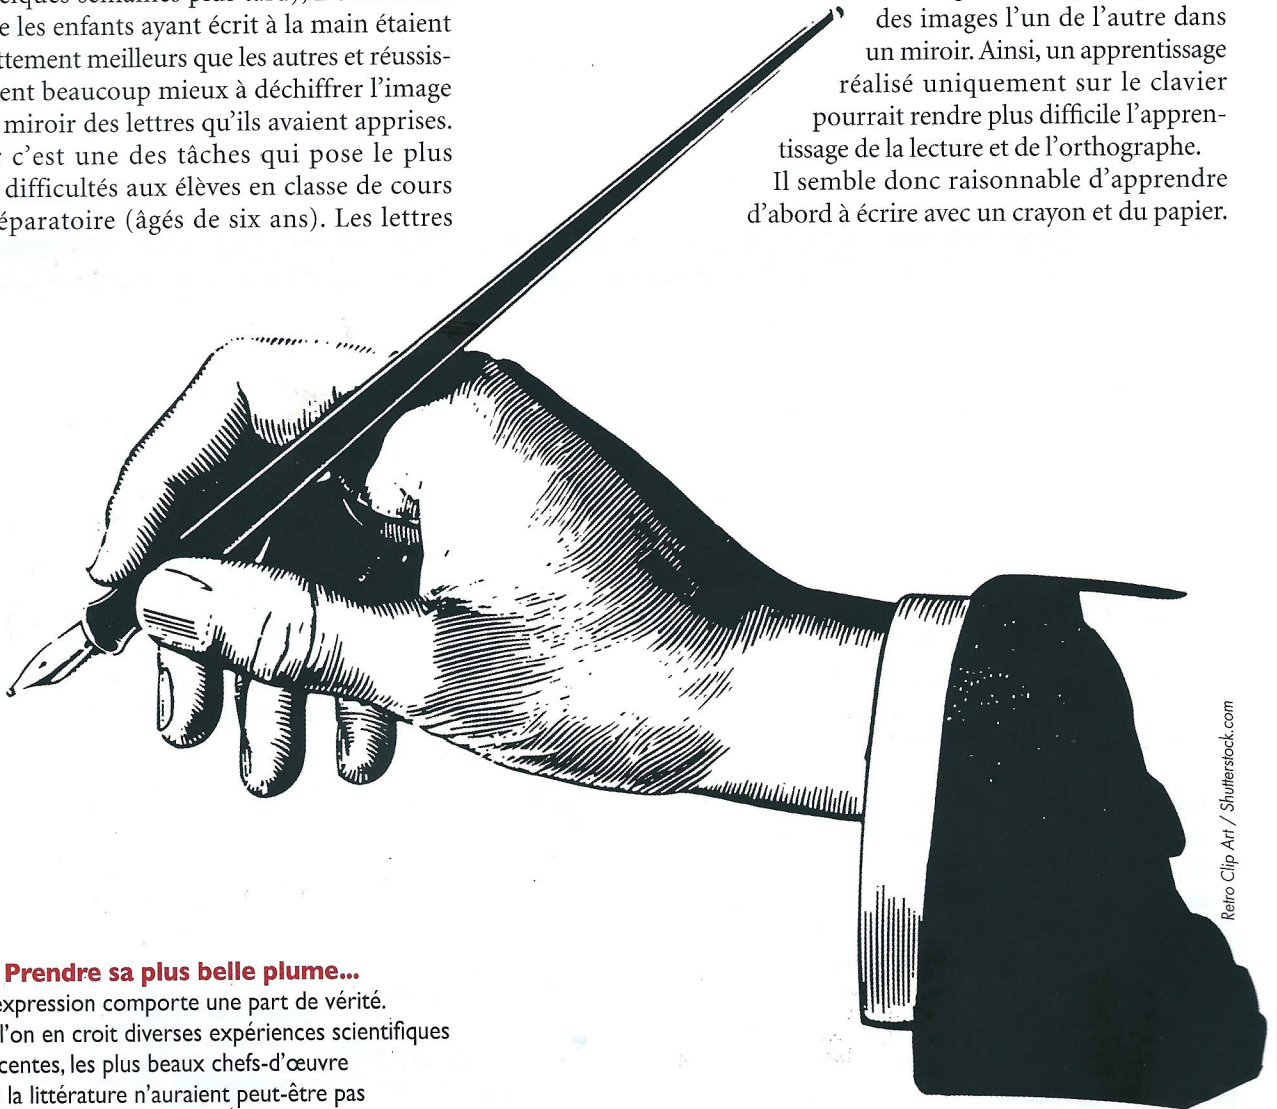 les enfants ayant écrit à la main étaient
meilleurs que les autres et réussis-
beaucoup mieux à déchiffrer l’image
miroir des lettres qu’ils avaient apprises.
c’est une des tâches qui pose le plus
difficultés aux élèves en classe de cours
éparatoire (âgés de six ans). Les lettres
des images l’un de l’autre dans
un miroir. Ainsi, un apprentissage
réalisé uniquement sur le clavier
pourrait rendre plus difficile l’appren-
tissage de la lecture et de l’orthographe.
Il semble donc raisonnable d’apprendre
d’abord à écrire avec un crayon et du papier.
Retro Clip Art / Shutterstock.com
Prendre sa plus belle plume...
expression comporte une part de vérité.
l’on en croit diverses expériences scientifiques
centes, les plus beaux chefs-d’œuvre
la littérature n’auraient peut-être pas